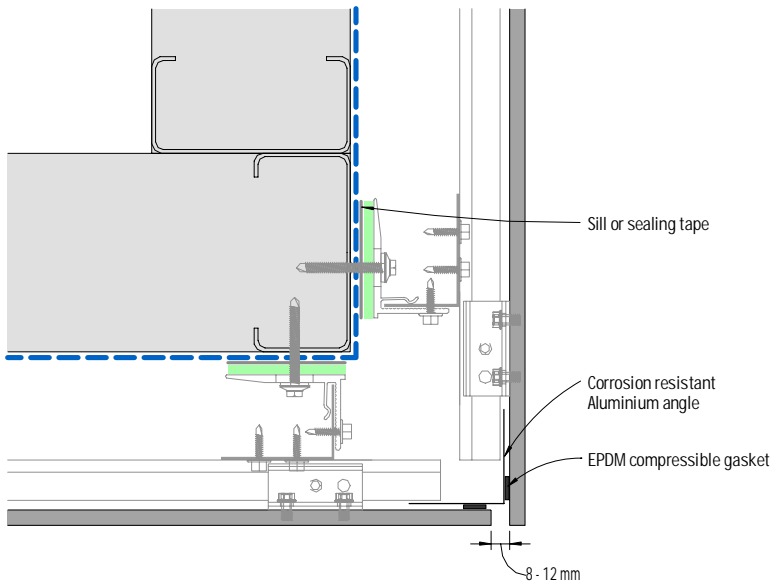 Sill or sealing tape
Corrosion resistant
Aluminium angle
EPDM compressible gasket
8 - 12 mm